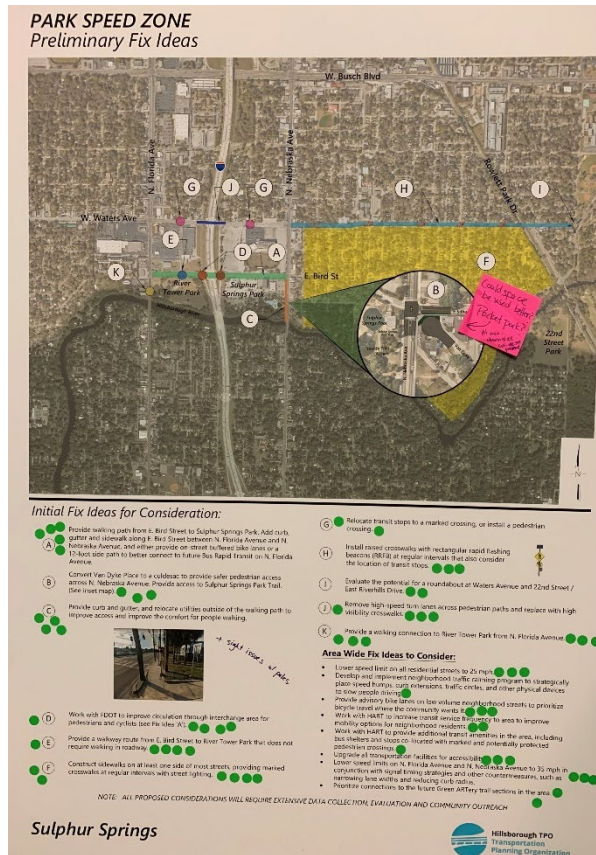 PARK SPEED ZONE
Preliminary Fix Ideas
W. Busch Blvd
N. Florida Ave
N. Nebraska Ave
Rowlett Park Dr
G
J
G
H
I
W. Waters Ave
E
D
A
F
K
River
Tower Park
Sulphur
Springs Park
E. Bird St
B
C
Could space
be used better?
Pocket park?
22nd
Street
Park
N
Initial Fix Ideas for Consideration:
A
Provide walking path from E. Bird Street to Sulphur Springs Park. Add curb,
gutter and sidewalk along E. Bird Street between N. Florida Avenue and N.
Nebraska Avenue, and either provide on-street buffered bike lanes or a
12-foot side path to better connect to future Bus Rapid Transit on N. Florida
Avenue.
B
Convert Van Dyke Place to a culdesac to provide safer pedestrian access
across N. Nebraska Avenue. Provide access to Sulphur Springs Park Trail.
(See inset map)
C
Provide curb and gutter, and relocate utilities outside of the walking path to
improve access and improve the comfort for people walking.
→ sight issues w/ palms
D
Work with FDOT to improve circulation through interchange area for
pedestrians and cyclists (see Fix Idea 'A').
E
Provide a walkway route from E. Bird Street to River Tower Park that does not
require walking in roadway.
F
Construct sidewalks on at least one side of most streets, providing marked
crosswalks at regular intervals with street lighting.
G
Relocate transit stops to a marked crossing, or install a pedestrian
crossing.
H
Install raised crosswalks with rectangular rapid flashing
beacons (RRFB) at regular intervals that also consider
the location of transit stops.
I
Evaluate the potential for a roundabout at Waters Avenue and 22nd Street /
East Riverhills Drive.
J
Remove high-speed turn lanes across pedestrian paths and replace with high
visibility crosswalks.
K
Provide a walking connection to River Tower Park from N. Florida Avenue.
Area Wide Fix Ideas to Consider:
• Lower speed limit on all residential streets to 25 mph.
• Develop and implement neighborhood traffic calming program to strategically
place speed humps, curb extensions, traffic circles, and other physical devices
to slow people driving.
• Provide advisory bike lanes on low volume neighborhood streets to prioritize
bicycle travel where the community wants it.
• Work with HART to increase transit service frequency to area to improve
mobility options for neighborhood residents.
• Work with HART to provide additional transit amenities in the area, including
bus shelters and stops co-located with marked and potentially protected
pedestrian crossings.
• Upgrade all transportation facilities for accessibility.
• Lower speed limits on N. Florida Avenue and N. Nebraska Avenue to 35 mph in
conjunction with signal timing strategies and other countermeasures, such as
narrowing lane widths and reducing curb radius.
• Prioritize connections to the future Green ARTery trail sections in the area.
NOTE: ALL PROPOSED CONSIDERATIONS WILL REQUIRE EXTENSIVE DATA COLLECTION, EVALUATION AND COMMUNITY OUTREACH
Sulphur Springs
Hillsborough TPO
Transportation
Planning Organization